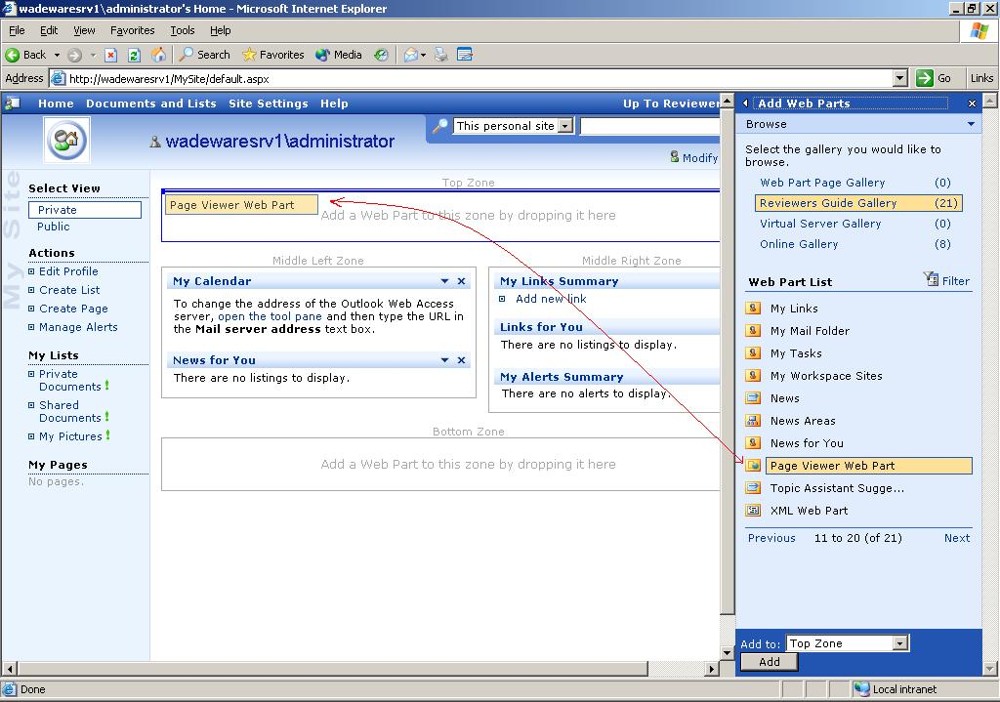 wadewaresrv1\administrator's Home - Microsoft Internet Explorer
File Edit View Favorites Tools Help
Back Search Favorites Media
Address http://wadewaresrv1/MySite/default.aspx Go Links
Home Documents and Lists Site Settings Help Up To Reviewer
wadewaresrv1\administrator
This personal site
Modify
My Site
Select View
Private
Public
Actions
Edit Profile
Create List
Create Page
Manage Alerts
My Lists
Private
Documents !
Shared
Documents !
My Pictures !
My Pages
No pages.
Top Zone
Page Viewer Web Part
Add a Web Part to this zone by dropping it here
Middle Left Zone
My Calendar
To change the address of the Outlook Web Access
server, open the tool pane and then type the URL in
the Mail server address text box.
News for You
There are no listings to display.
Middle Right Zone
My Links Summary
Add new link
Links for You
There are no listings to display.
My Alerts Summary
There are no alerts to display.
Bottom Zone
Add a Web Part to this zone by dropping it here
Add Web Parts
Browse
Select the gallery you would like to
browse.
Web Part Page Gallery (0)
Reviewers Guide Gallery (21)
Virtual Server Gallery (0)
Online Gallery (8)
Web Part List Filter
My Links
My Mail Folder
My Tasks
My Workspace Sites
News
News Areas
News for You
Page Viewer Web Part
Topic Assistant Sugge...
XML Web Part
Previous 11 to 20 (of 21) Next
Add to: Top Zone
Add
Done Local intranet